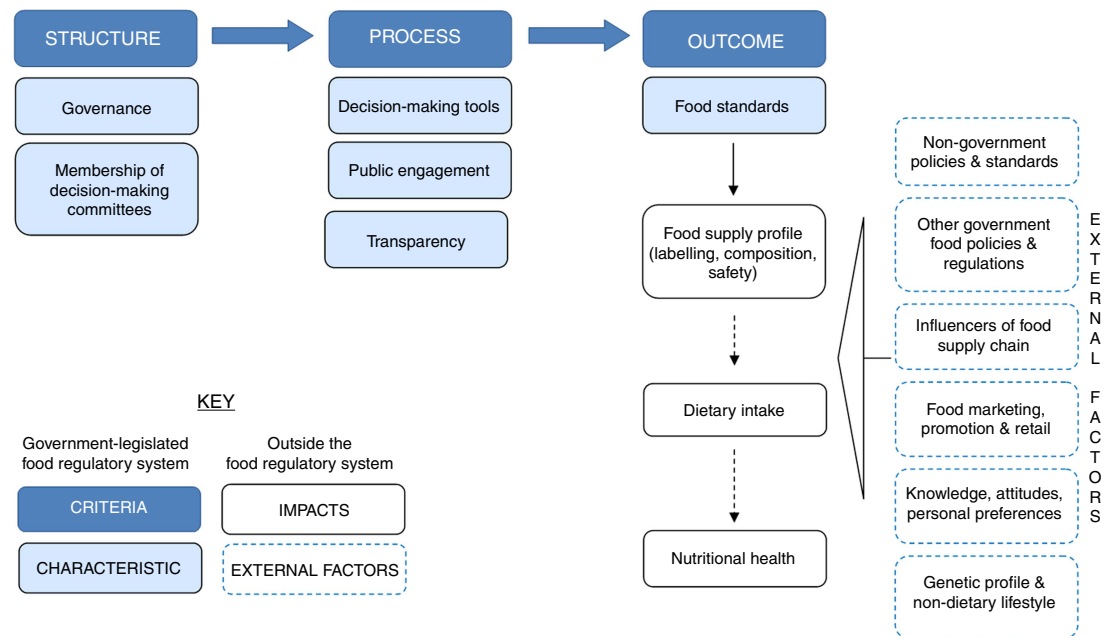 STRUCTURE
Governance
Membership of
decision-making
committees
PROCESS
Decision-making tools
Public engagement
Transparency
OUTCOME
Food standards
Food supply profile
(labelling, composition,
safety)
Dietary intake
Nutritional health
Non-government
policies & standards
Other government
food policies &
regulations
Influencers of food
supply chain
Food marketing,
promotion & retail
Knowledge, attitudes,
personal preferences
Genetic profile &
non-dietary lifestyle
EXTERNAL FACTORS
KEY
Government-legislated
food regulatory system
CRITERIA
CHARACTERISTIC
Outside the
food regulatory system
IMPACTS
EXTERNAL FACTORS